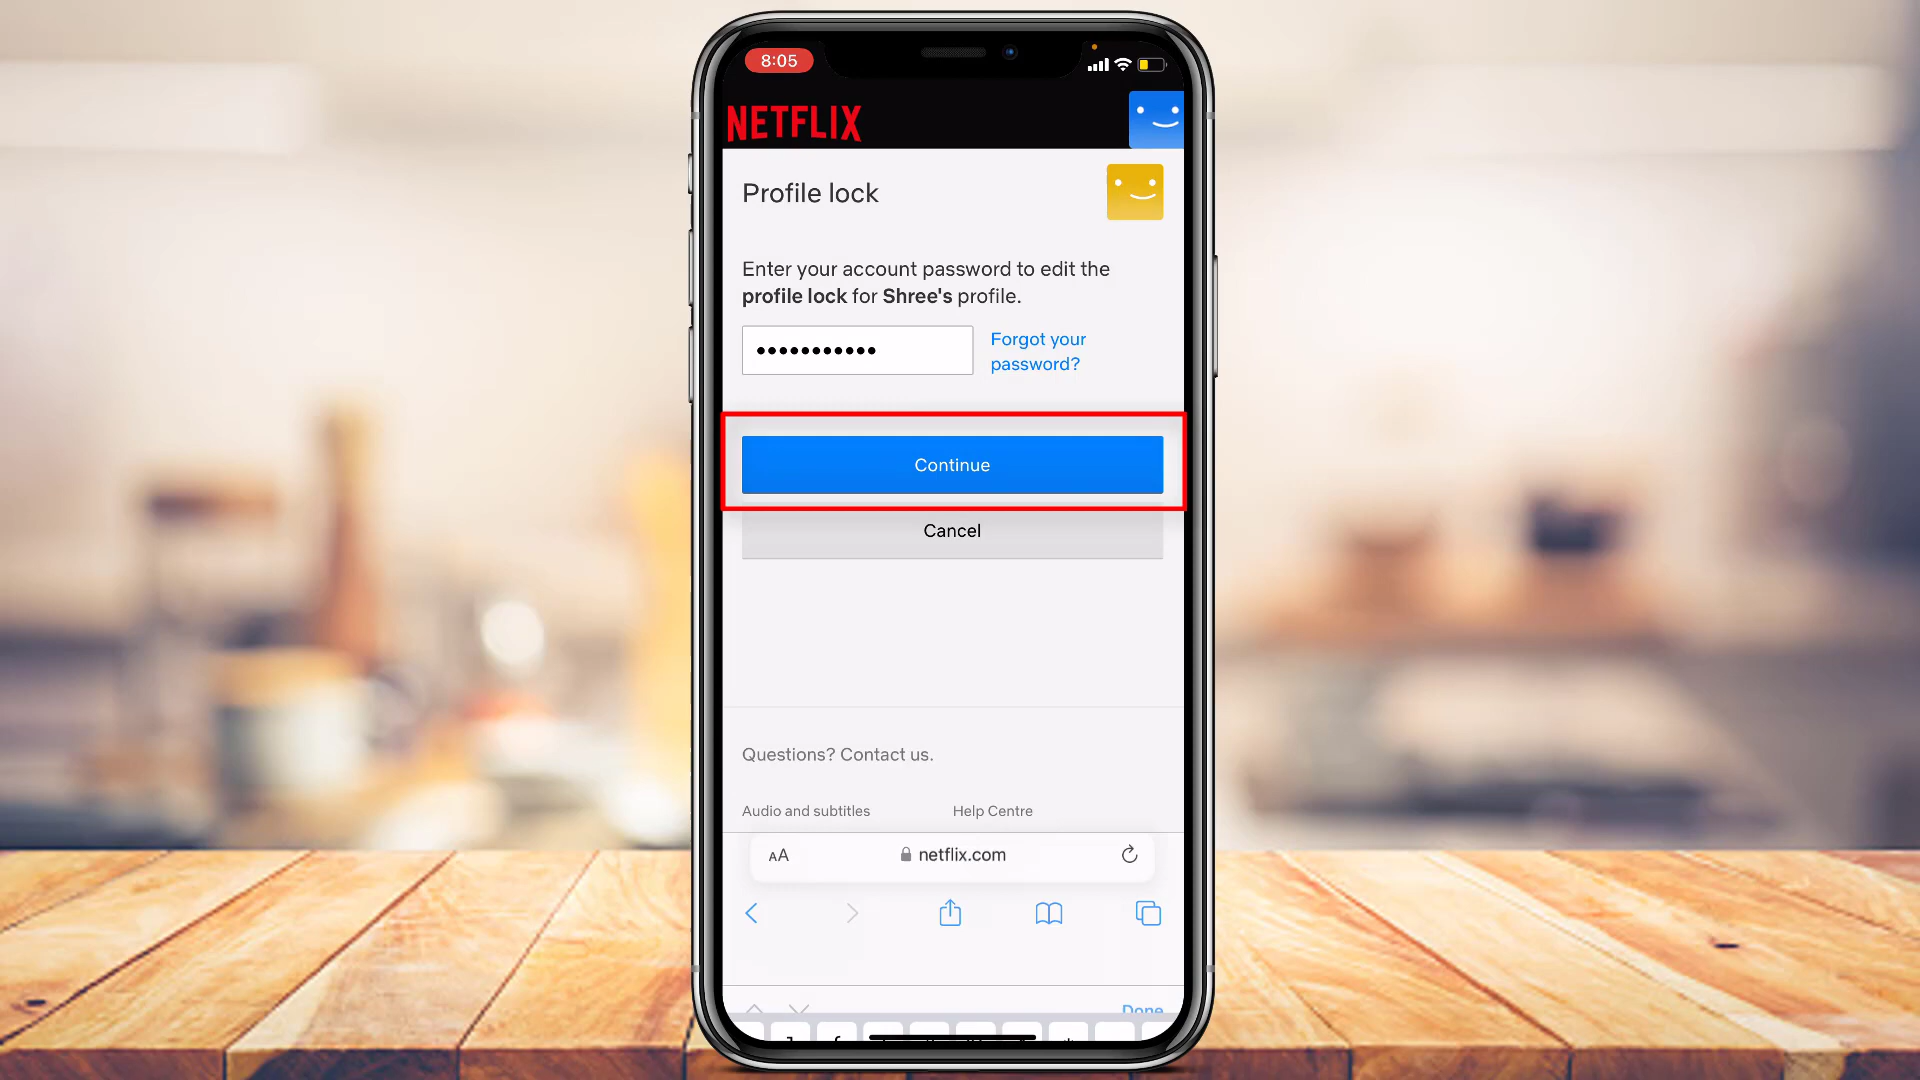 8:05
NETFLIX
Profile lock
Enter your account password to edit the
profile lock for Shree's profile.
•••••••••••
Forgot your
password?
Continue
Cancel
Questions? Contact us.
Audio and subtitles
Help Centre
AA
netflix.com
Done